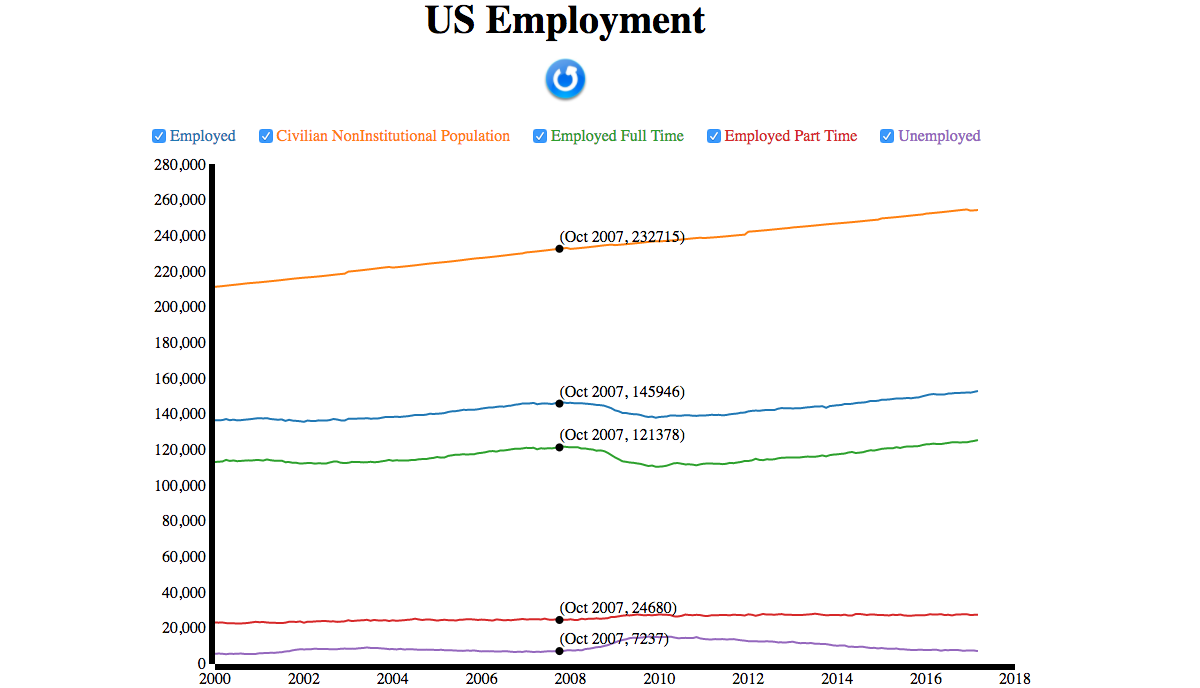 US Employment
Employed Civilian NonInstitutional Population Employed Full Time Employed Part Time Unemployed
280,000
260,000
240,000
(Oct 2007, 232715)
220,000
200,000
180,000
160,000
(Oct 2007, 145946)
140,000
(Oct 2007, 121378)
120,000
100,000
80,000
60,000
40,000
(Oct 2007, 24680)
20,000
(Oct 2007, 7237)
0
2000 2002 2004 2006 2008 2010 2012 2014 2016 2018